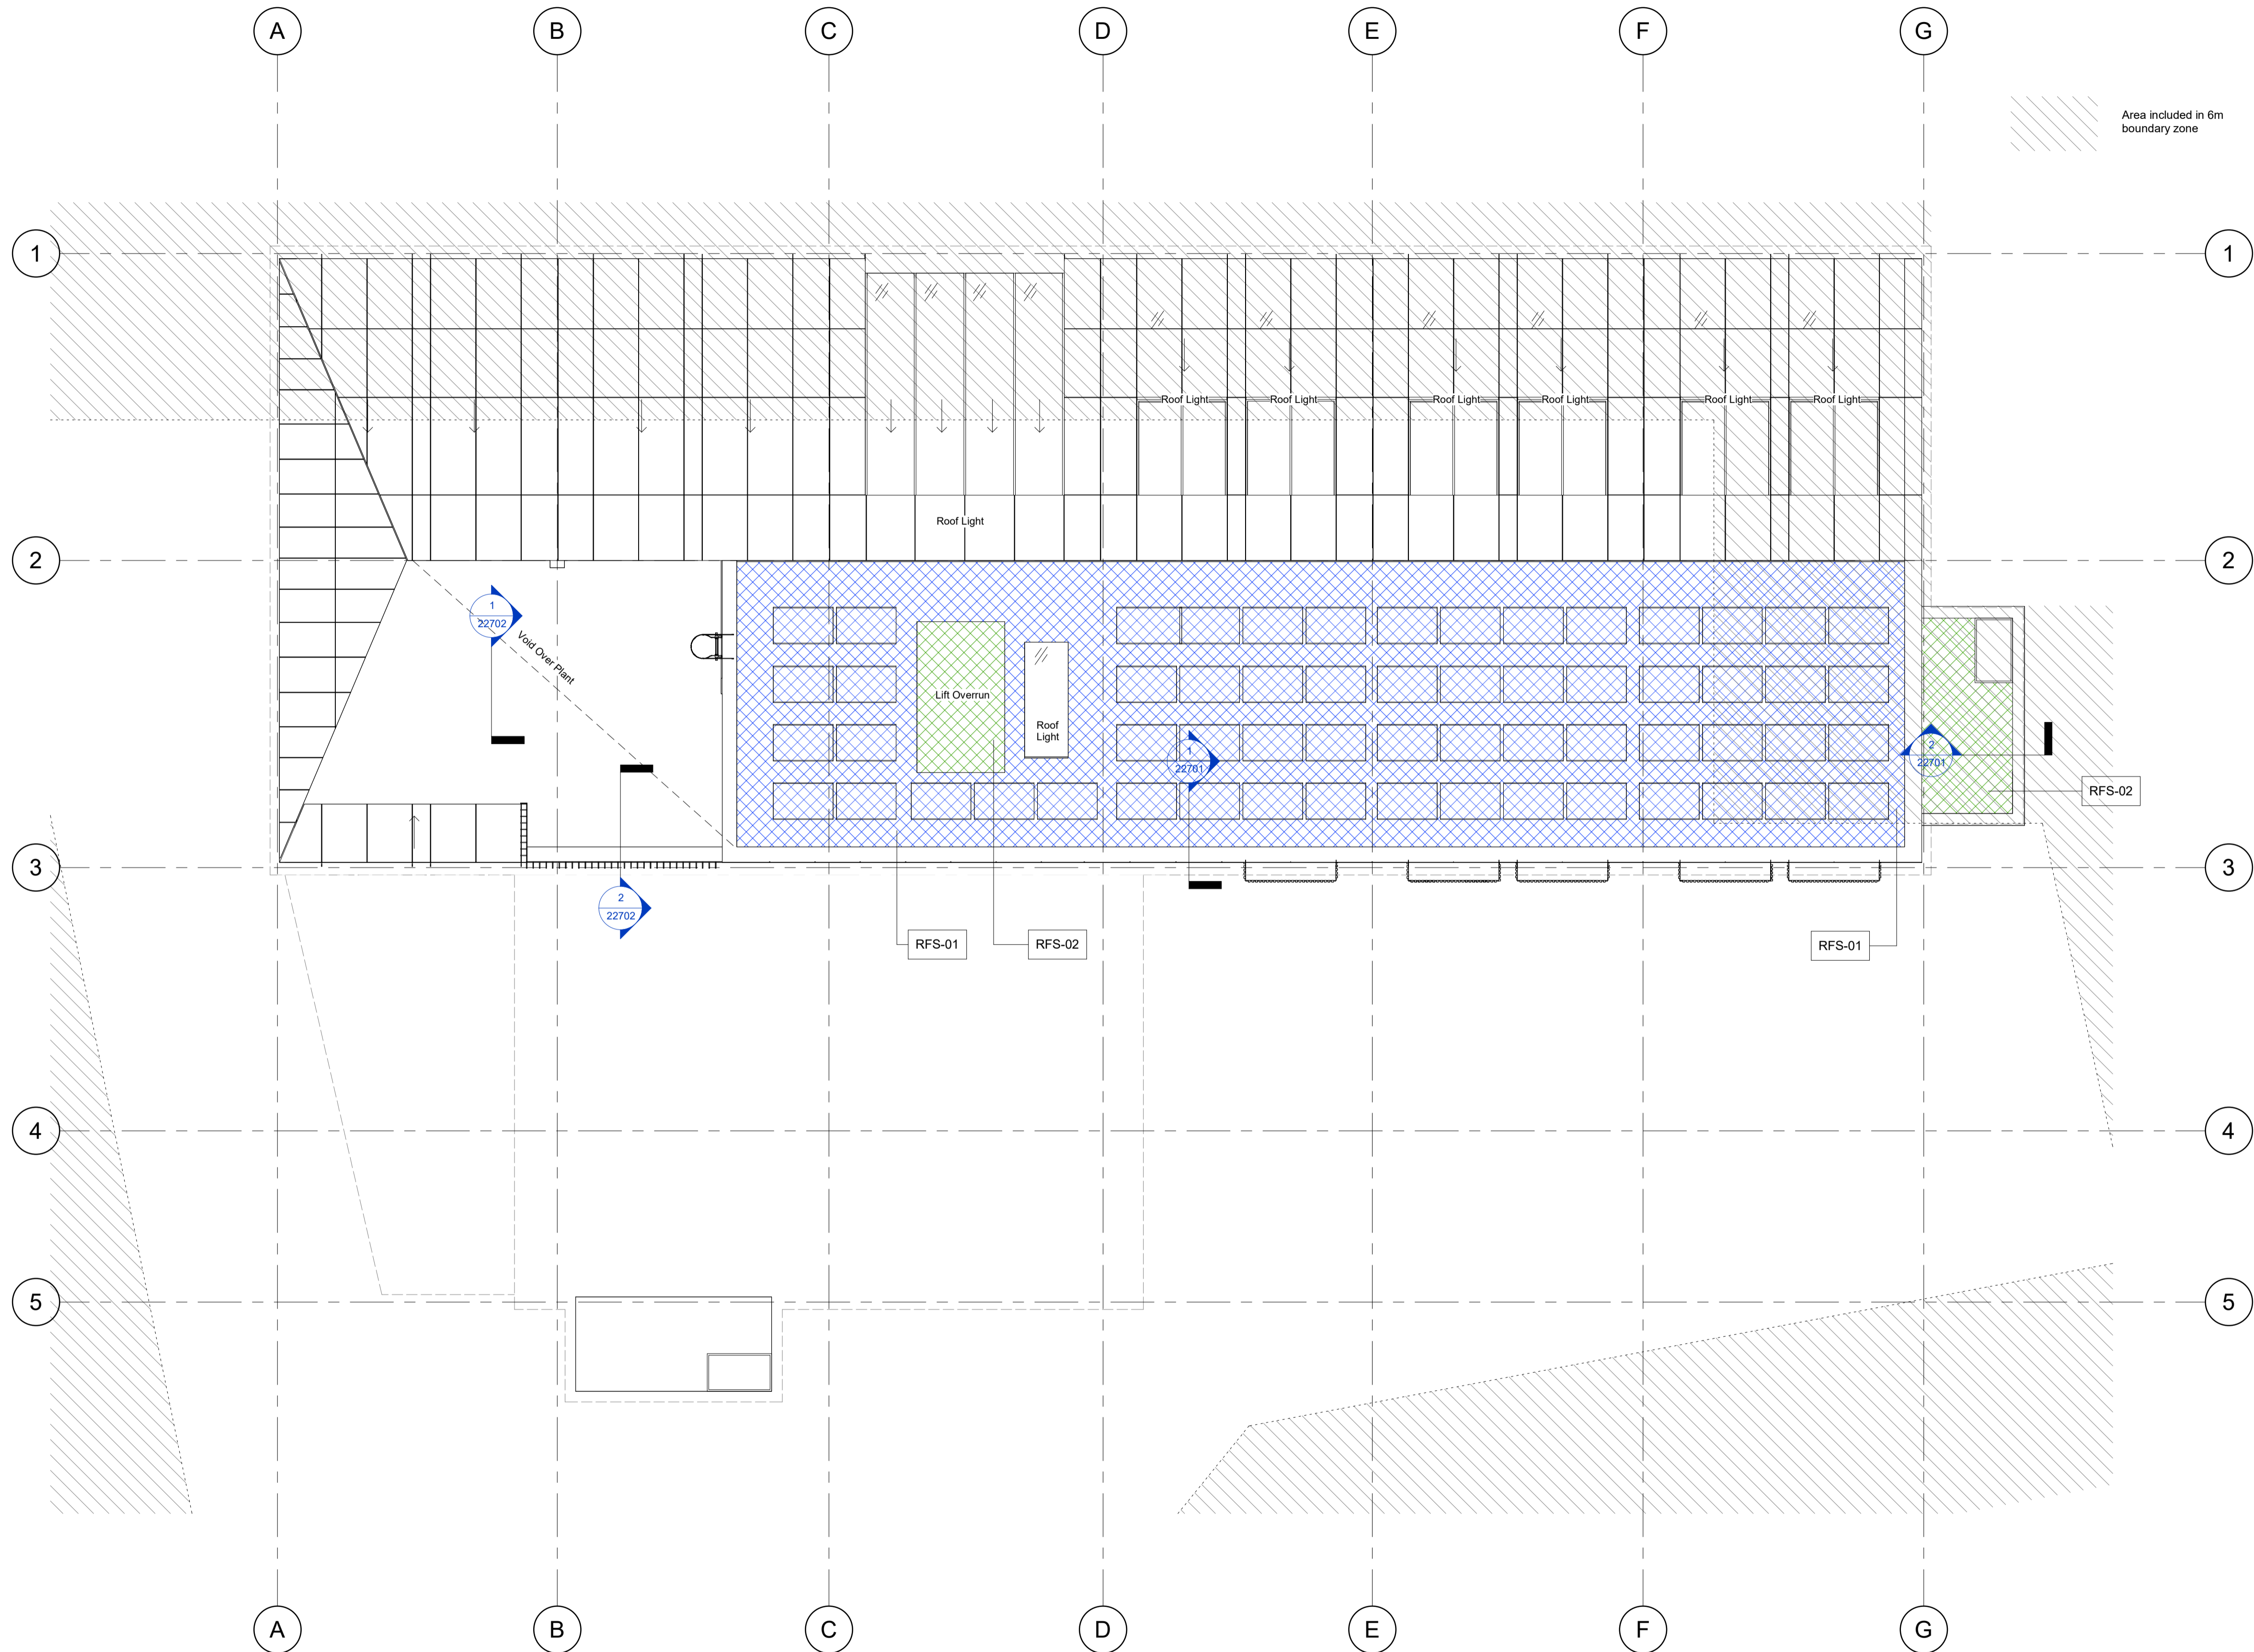 A
B
C
D
E
F
G
Area included in 6m
boundary zone
1
1
Roof Light
Roof Light
Roof Light
Roof Light
Roof Light
Roof Light
Roof Light
2
2
1
22702
Void Over Plant
Lift Overrun
Roof
Light
1
22701
2
22701
RFS-02
3
3
2
22702
RFS-01
RFS-02
RFS-01
4
4
5
5
A
B
C
D
E
F
G